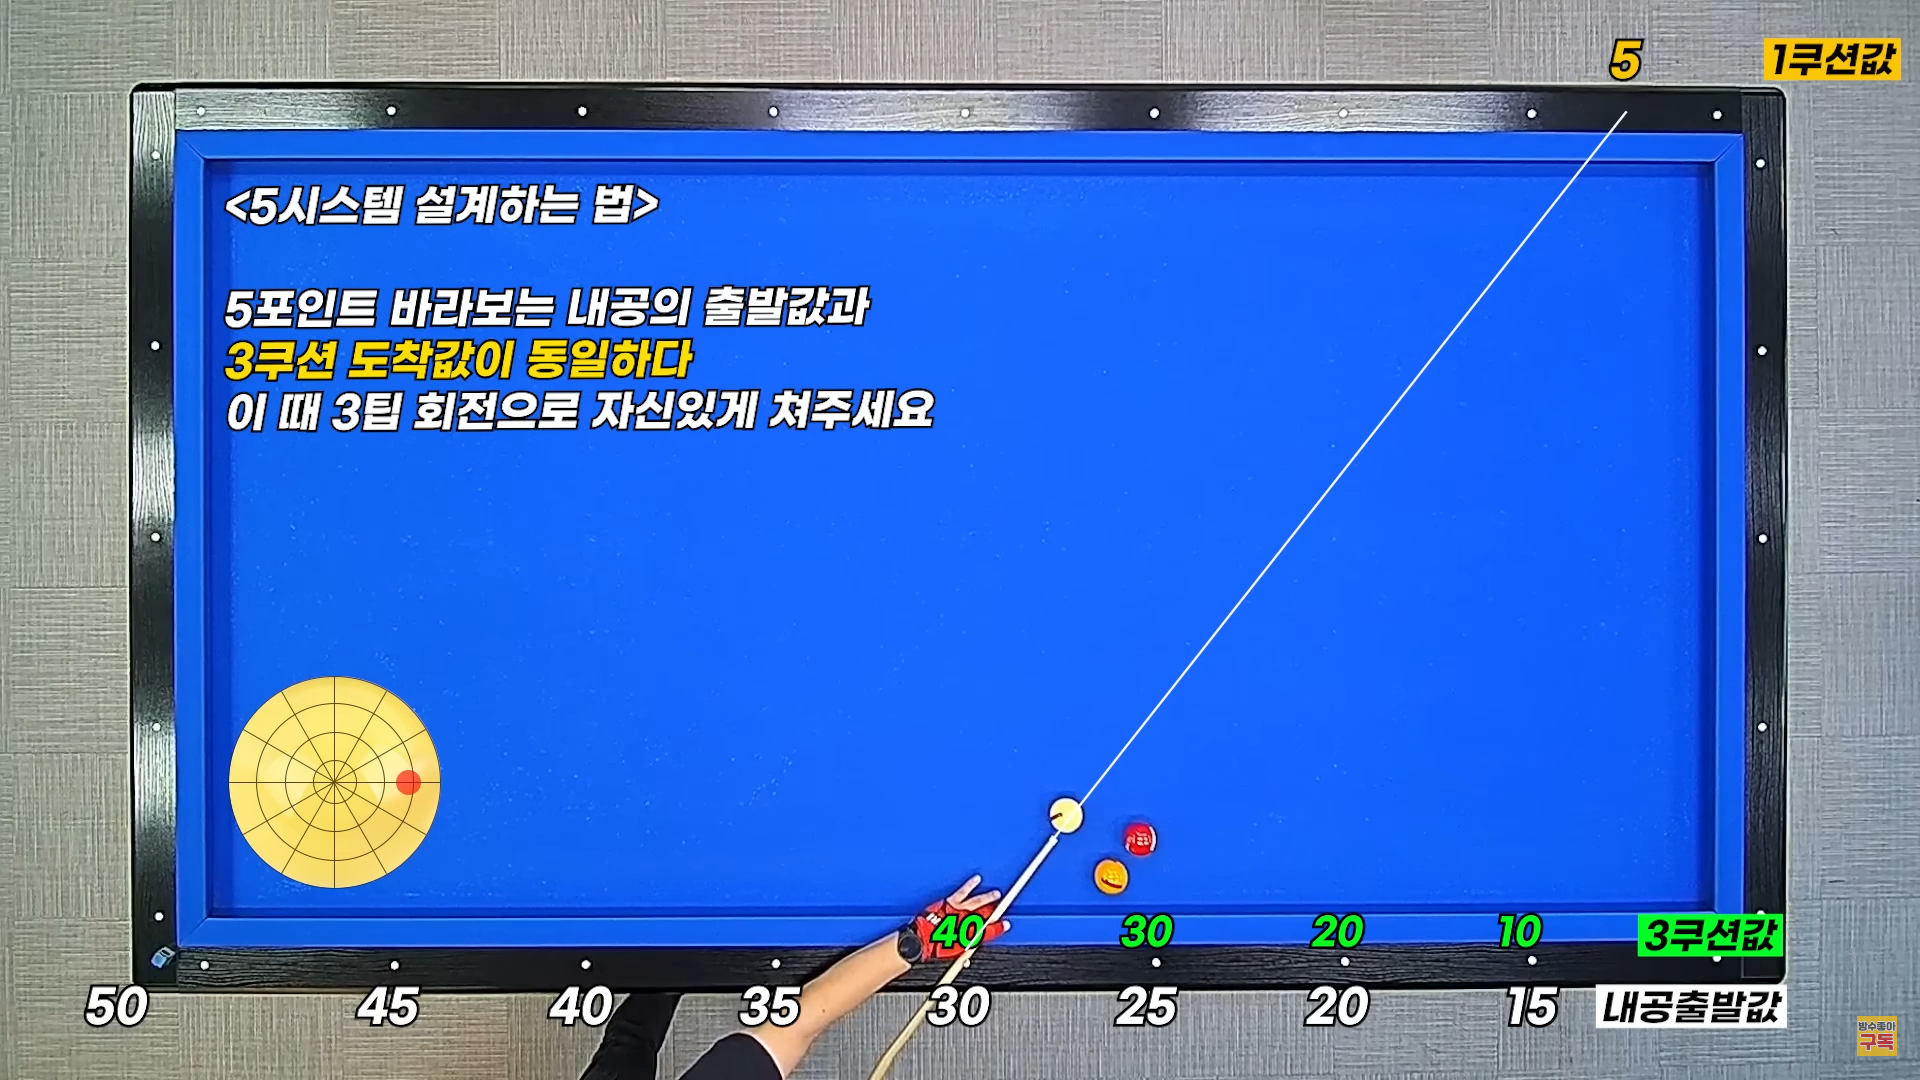 5
1쿠션값
<5시스템 설계하는 법>
5포인트 바라보는 내공의 출발값과
3쿠션 도착값이 동일하다
이 때 3팁 회전으로 자신있게 쳐주세요
40 30 20 10 3쿠션값
50 45 40 35 30 25 20 15 내공출발값
방수좋아
구독